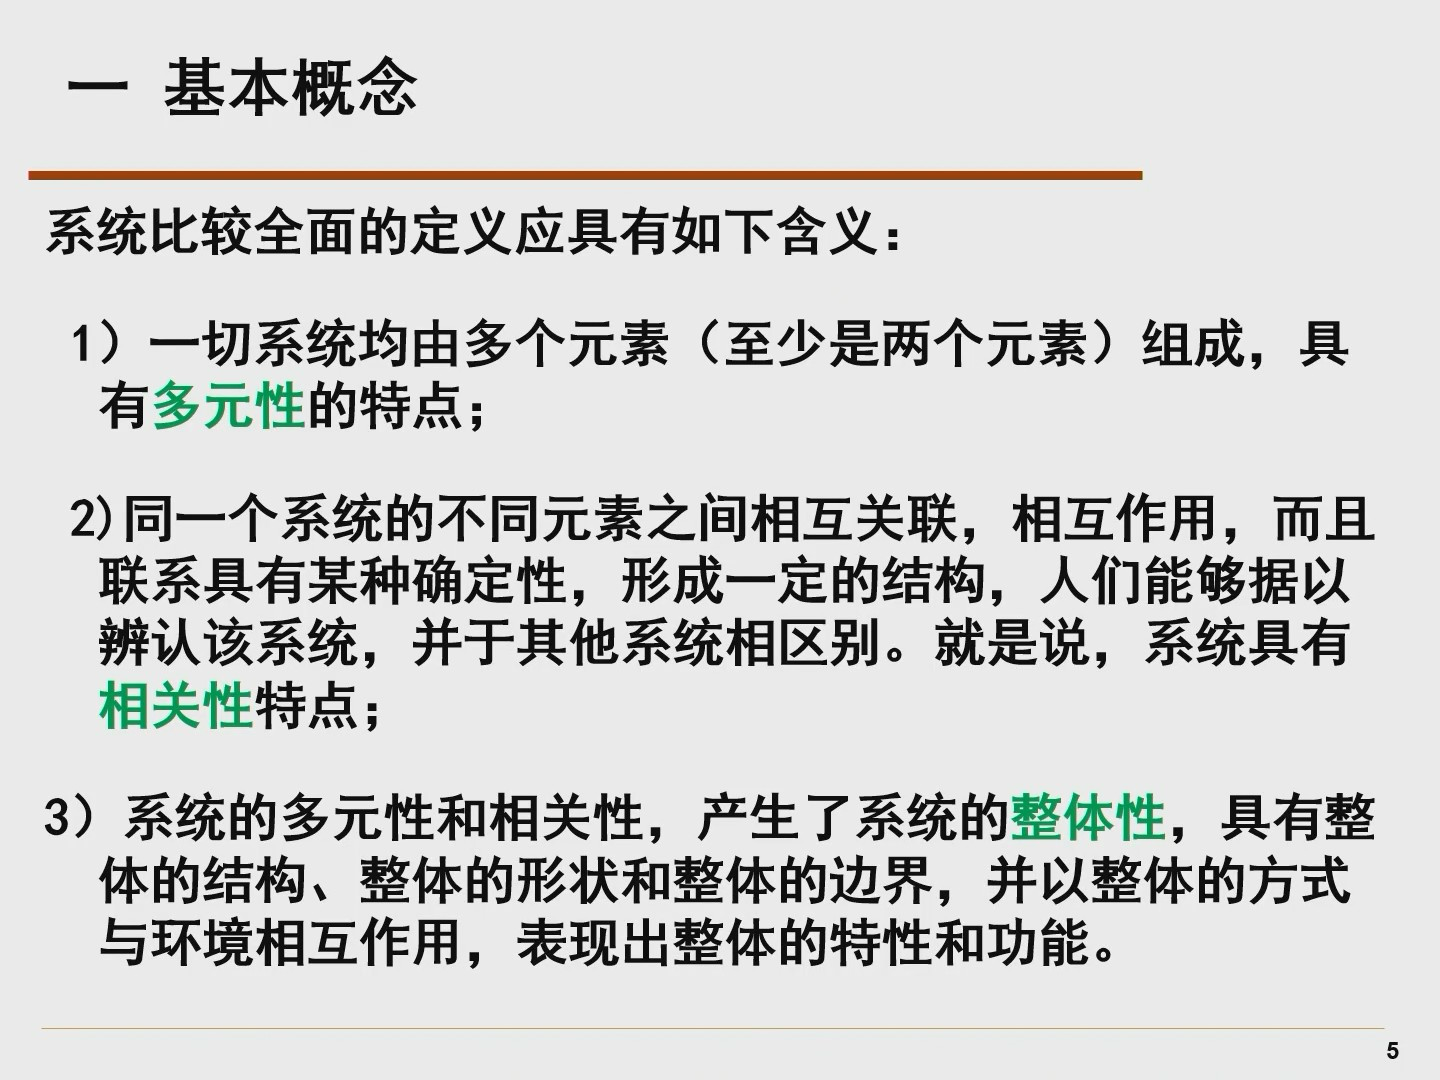 一 基本概念
系统比较全面的定义应具有如下含义：
1）一切系统均由多个元素（至少是两个元素）组成，具
有多元性的特点；
2)同一个系统的不同元素之间相互关联，相互作用，而且
联系具有某种确定性，形成一定的结构，人们能够据以
辨认该系统，并于其他系统相区别。就是说，系统具有
相关性特点；
3）系统的多元性和相关性，产生了系统的整体性，具有整
体的结构、整体的形状和整体的边界，并以整体的方式
与环境相互作用，表现出整体的特性和功能。
5